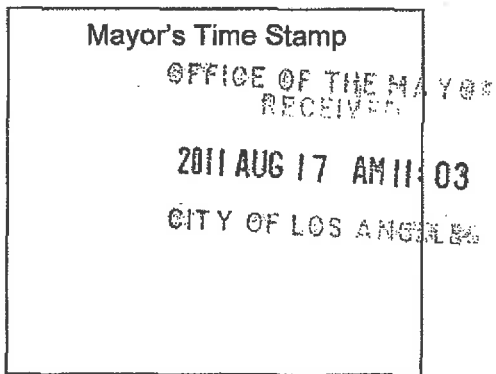 Mayor's Time Stamp
OFFICE OF THE MAYOR
RECEIVED
2011 AUG 17 AM 11:03
CITY OF LOS ANGELES